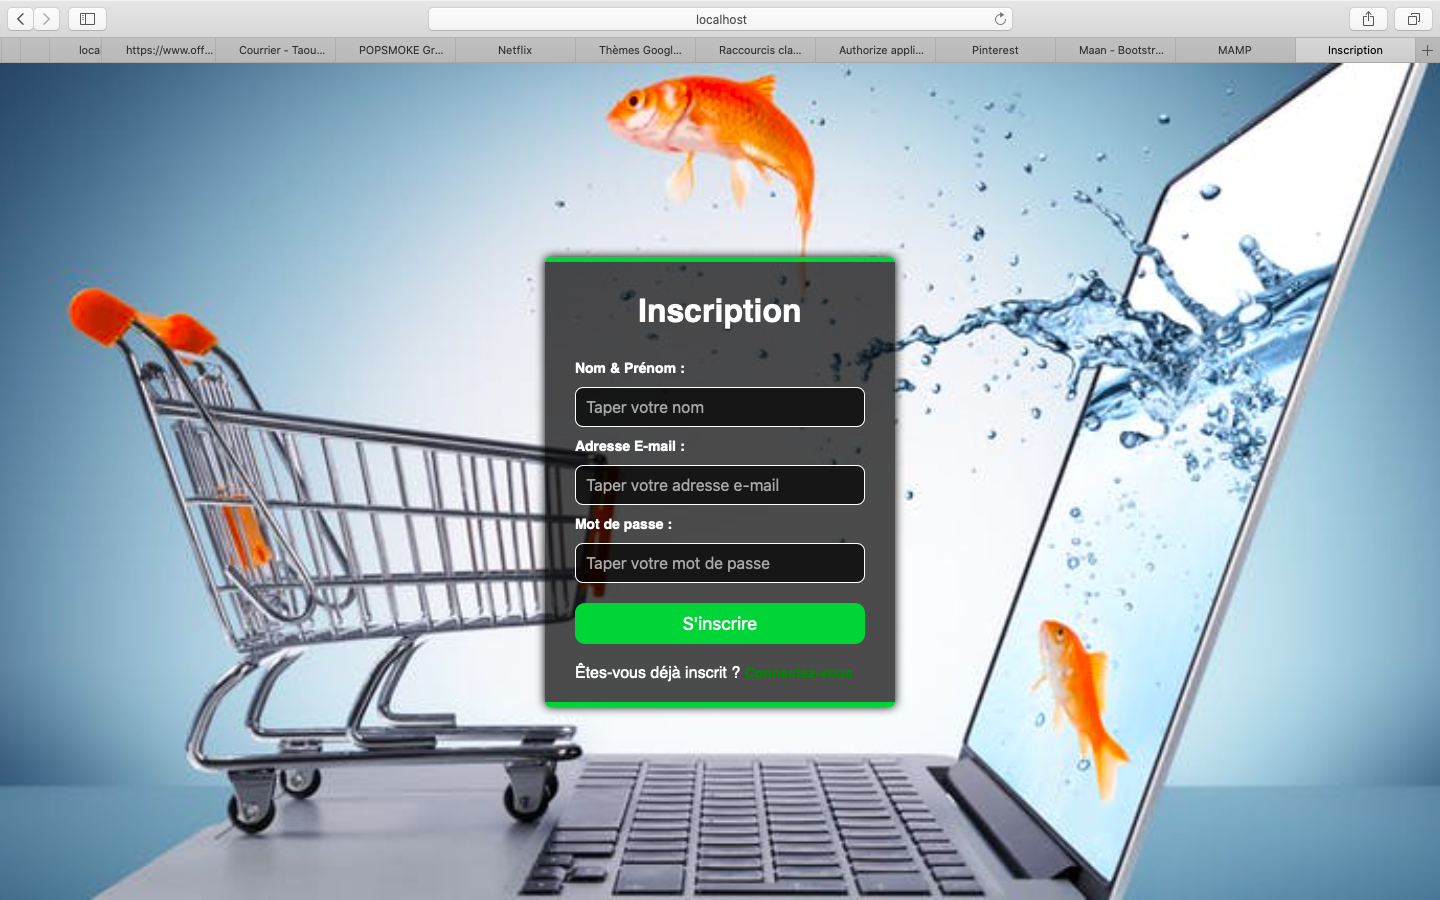 localhost
loca
https://www.off...
Courrier - Taou...
POPSMOKE Gr...
Netflix
Thèmes Googl...
Raccourcis cla...
Authorize appli...
Pinterest
Maan - Bootstr...
MAMP
Inscription
Inscription
Nom & Prénom :
Taper votre nom
Adresse E-mail :
Taper votre adresse e-mail
Mot de passe :
Taper votre mot de passe
S'inscrire
Êtes-vous déjà inscrit ? Connectez-vous